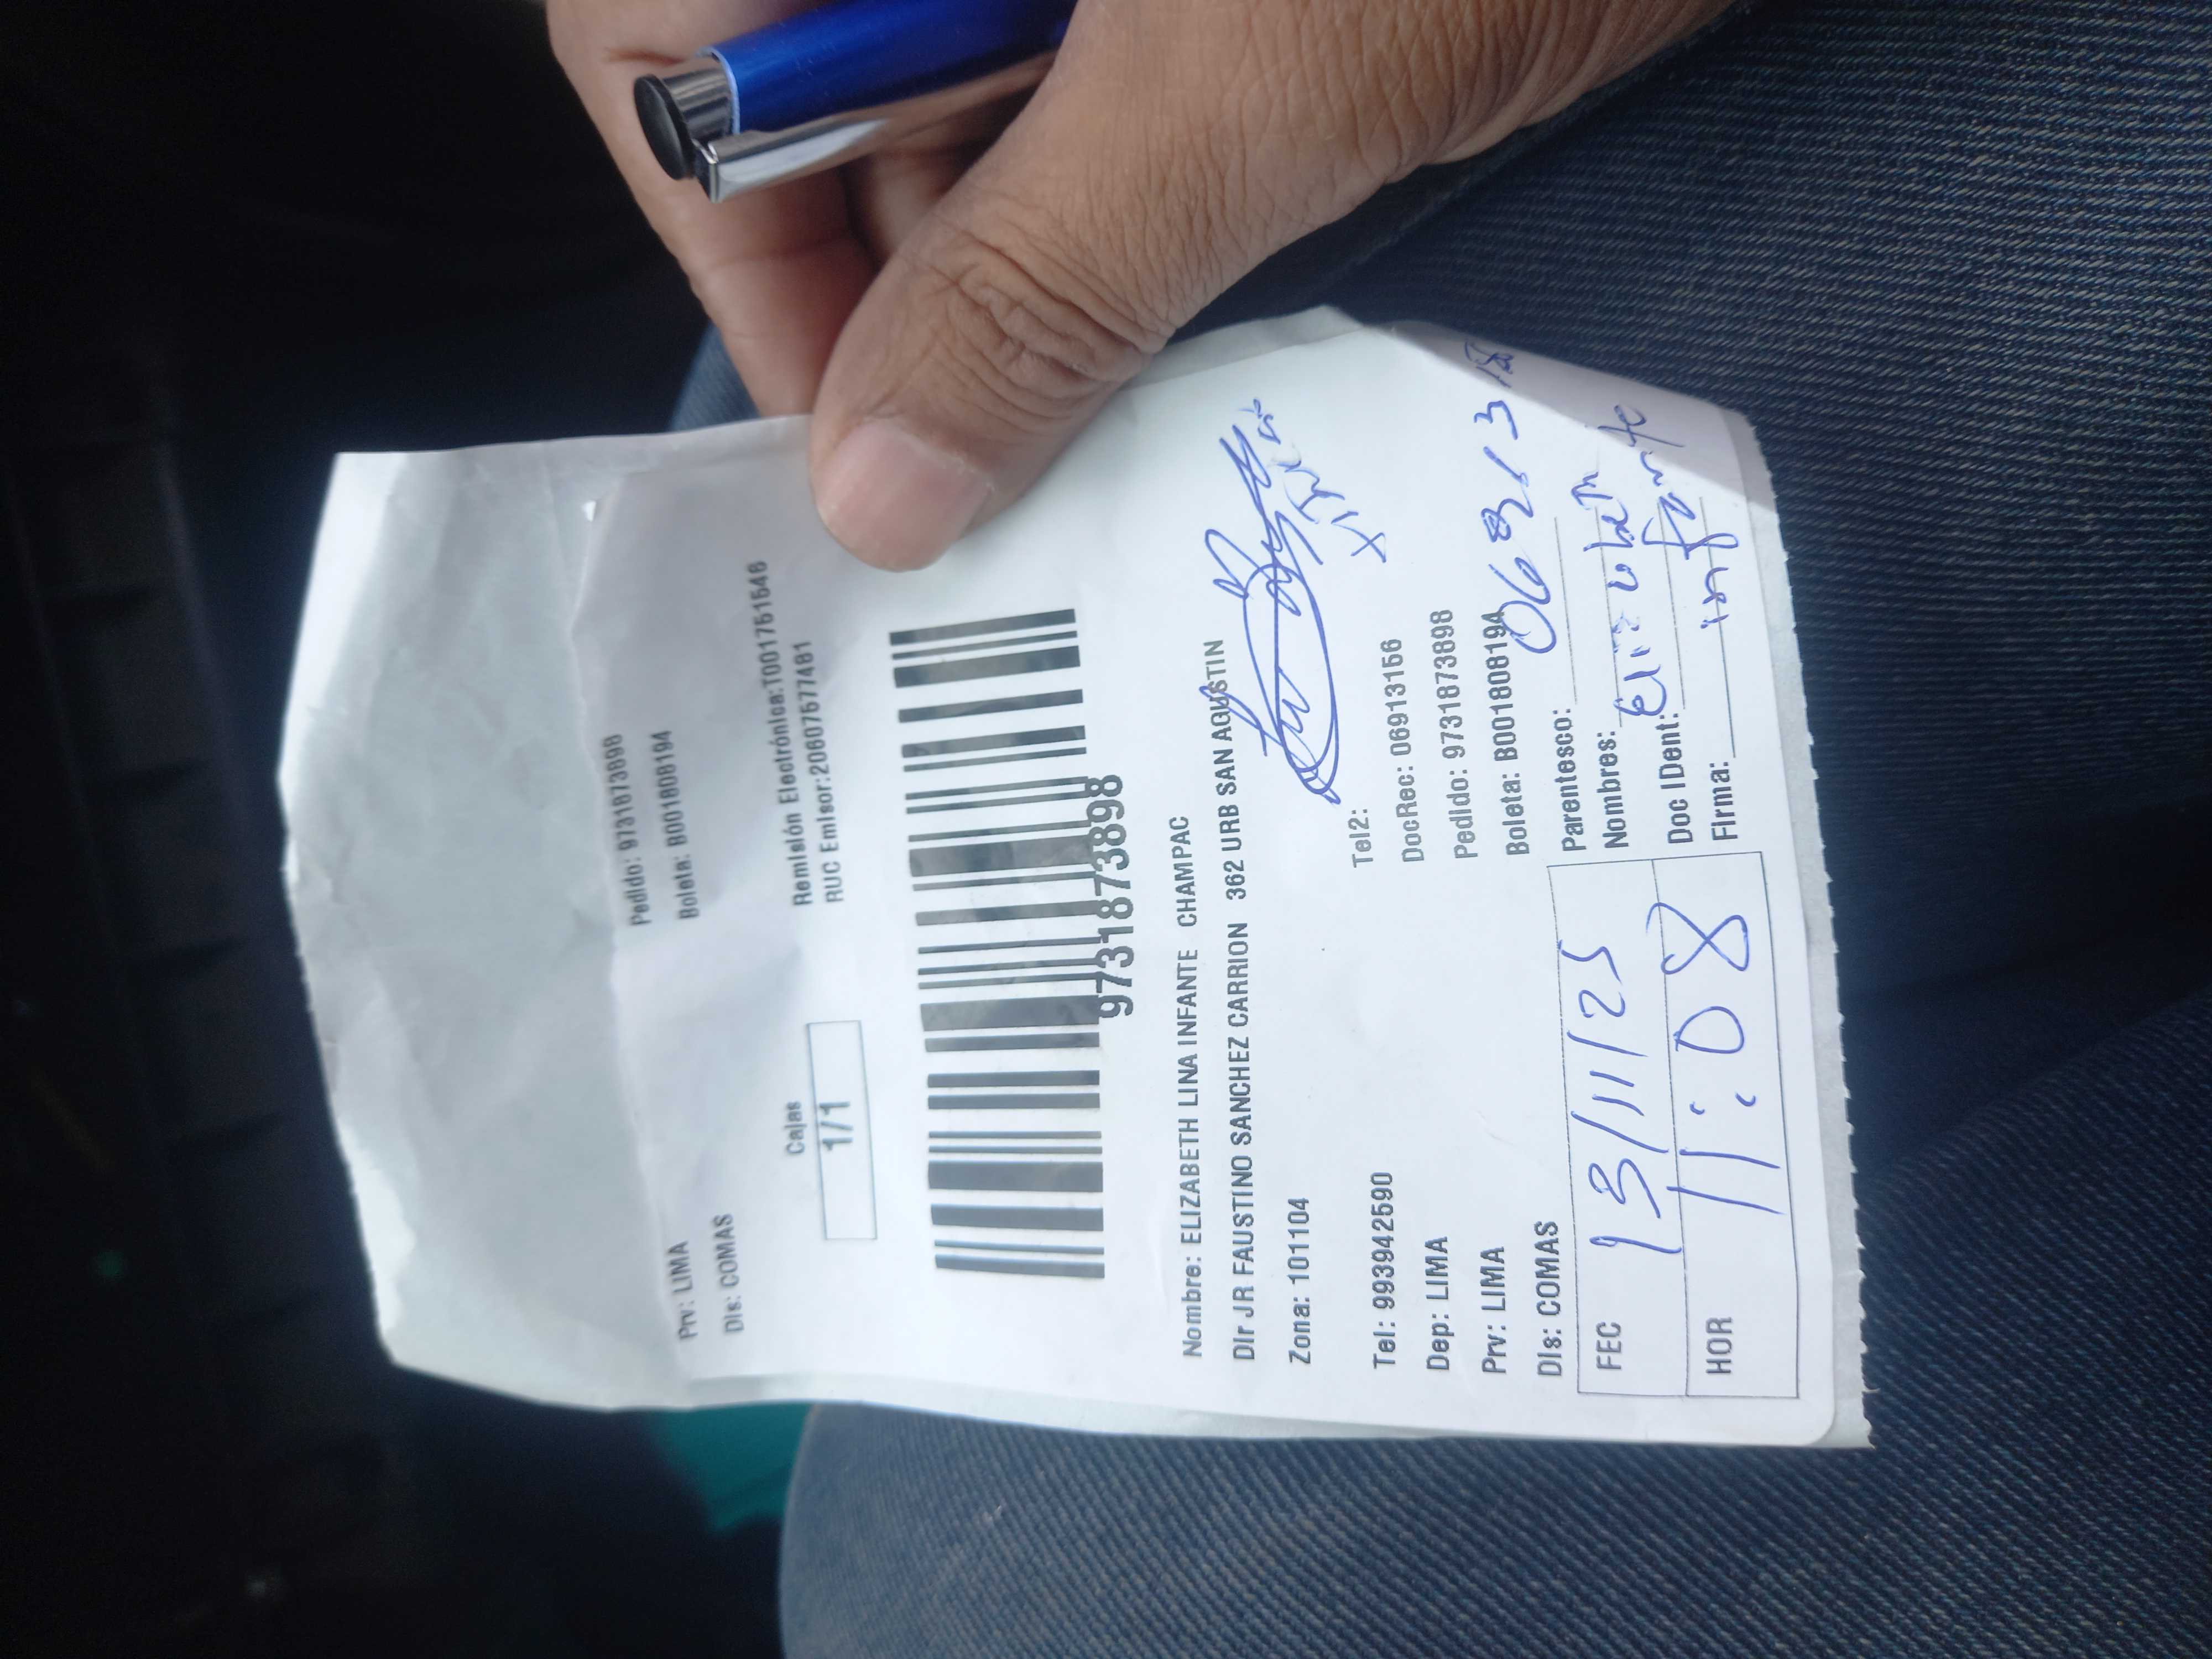 Pedido: 9731873898
Boleta: B001808194
Prv: LIMA
Dis: COMAS
Remisión Electrónica:T001751546
RUC Emisor:20607577481
Cajas
1/1
9731873898
Nombre: ELIZABETH LINA INFANTE CHAMPAC
Dir JR FAUSTINO SANCHEZ CARRION 362 URB SAN AGUSTIN
Zona: 101104
Tel: 993942590 Tel2:
Dep: LIMA DocRec: 06913156
Prv: LIMA Pedido: 9731873898
Dis: COMAS Boleta: B001808194
FEC 13/11/25 Parentesco:
Nombres: Elizabeth
HOR 11:08 Doc IDent: Infante
Firma: